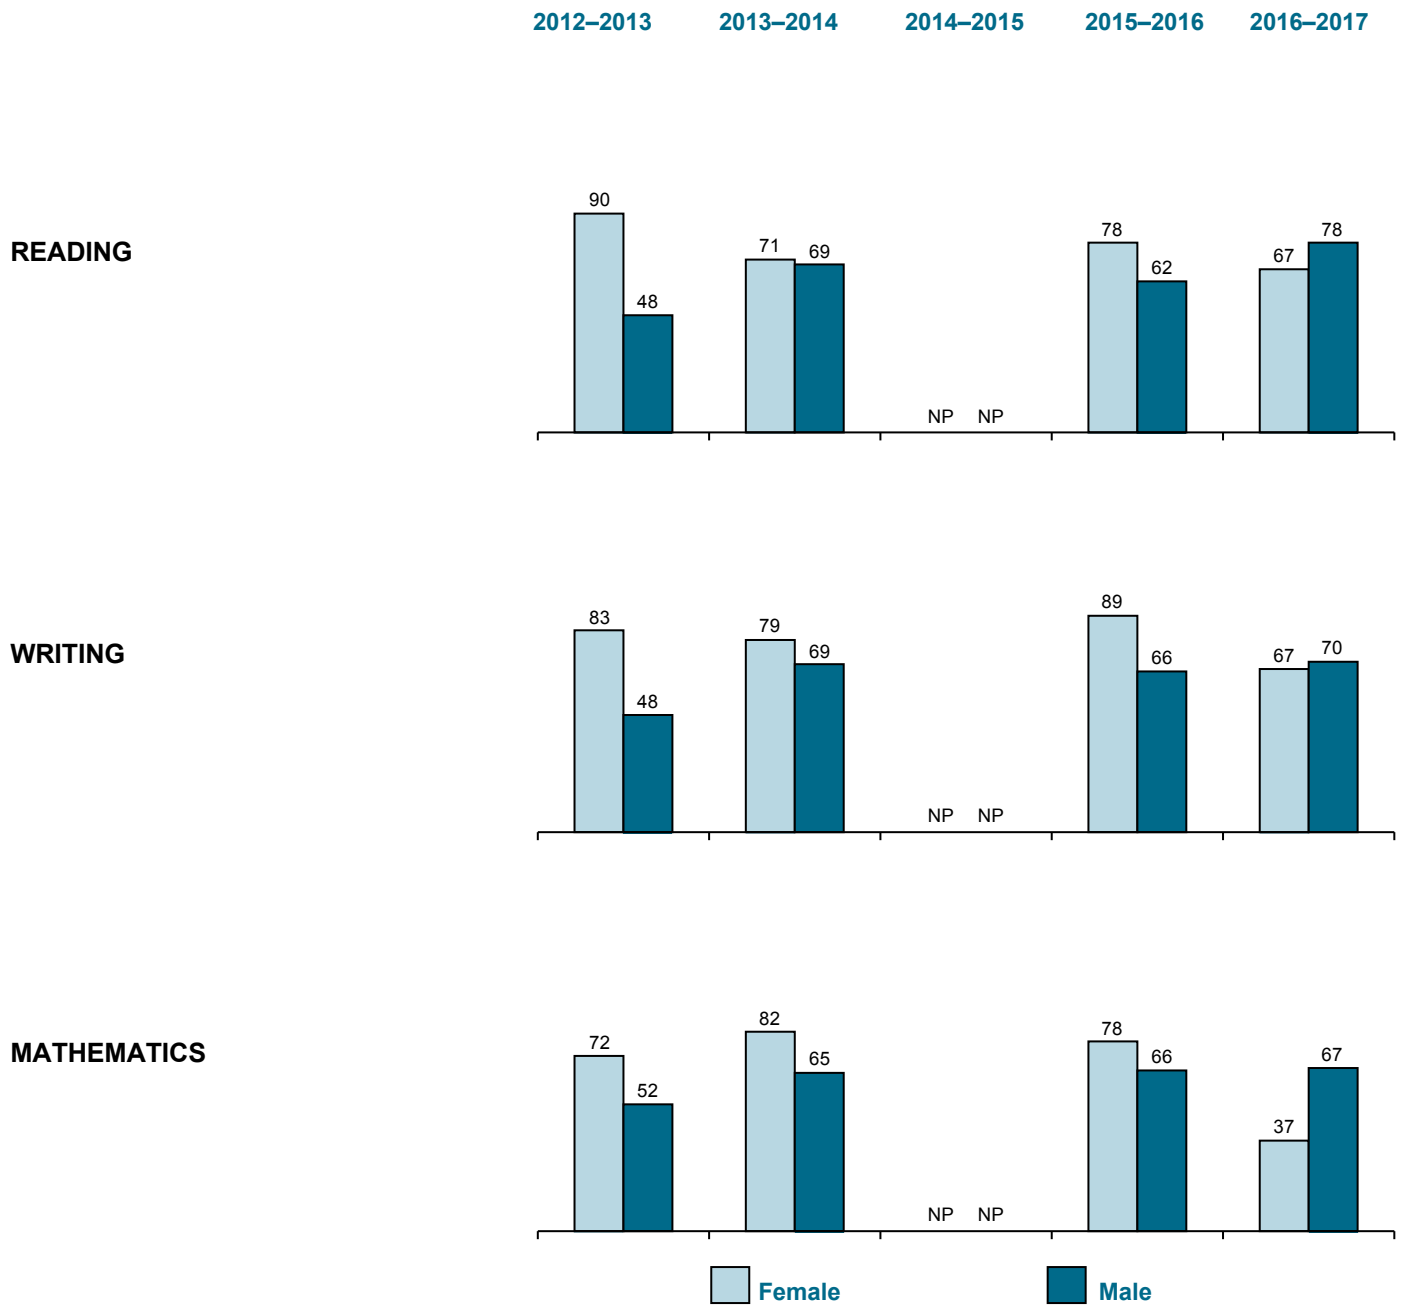 2012–2013 2013–2014 2014–2015 2015–2016 2016–2017
READING
90 48 71 69 NP NP 78 62 67 78
WRITING
83 48 79 69 NP NP 89 66 67 70
MATHEMATICS
72 52 82 65 NP NP 78 66 37 67
Female Male